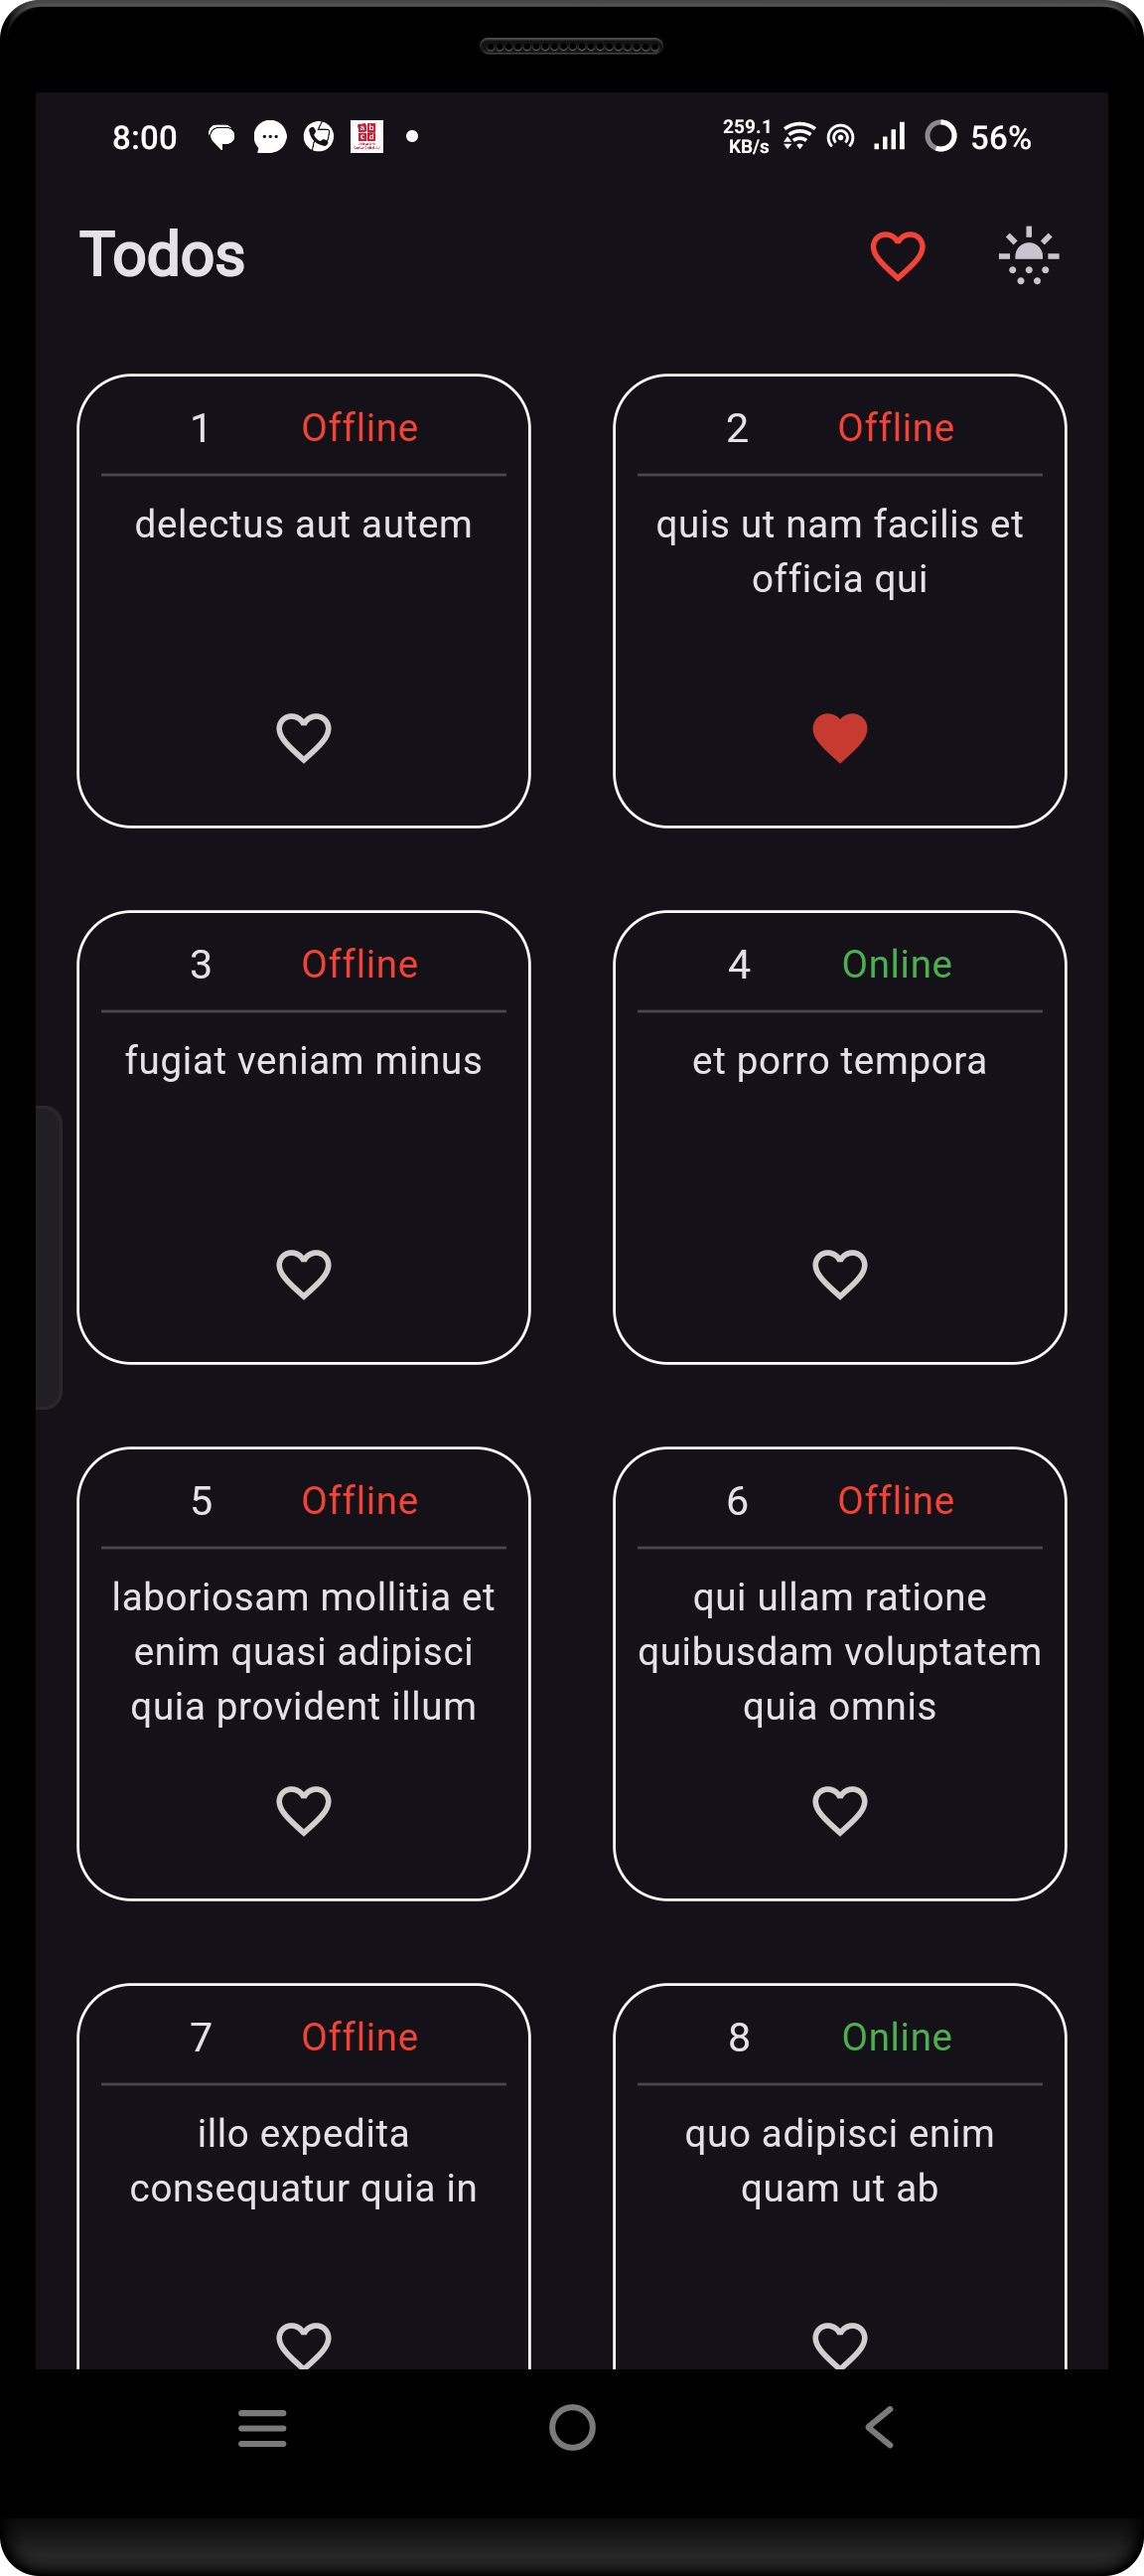 8:00
259.1
KB/s
56%
Todos
1 Offline
delectus aut autem
2 Offline
quis ut nam facilis et
officia qui
3 Offline
fugiat veniam minus
4 Online
et porro tempora
5 Offline
laboriosam mollitia et
enim quasi adipisci
quia provident illum
6 Offline
qui ullam ratione
quibusdam voluptatem
quia omnis
7 Offline
illo expedita
consequatur quia in
8 Online
quo adipisci enim
quam ut ab